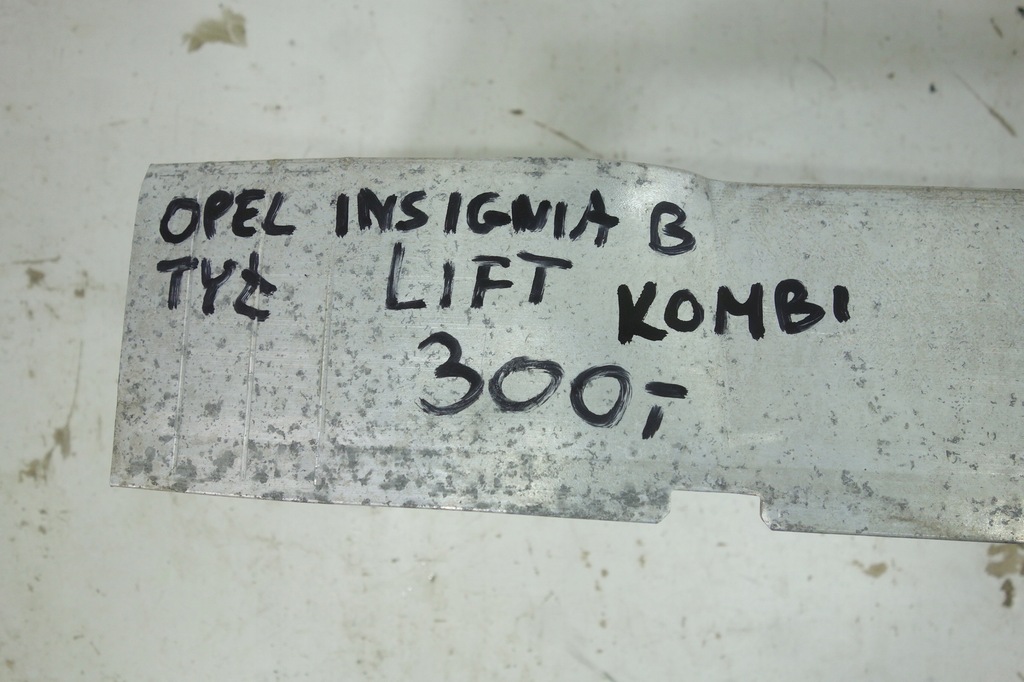 OPEL INSIGNIA B
TYŁ LIFT KOMBI
300T